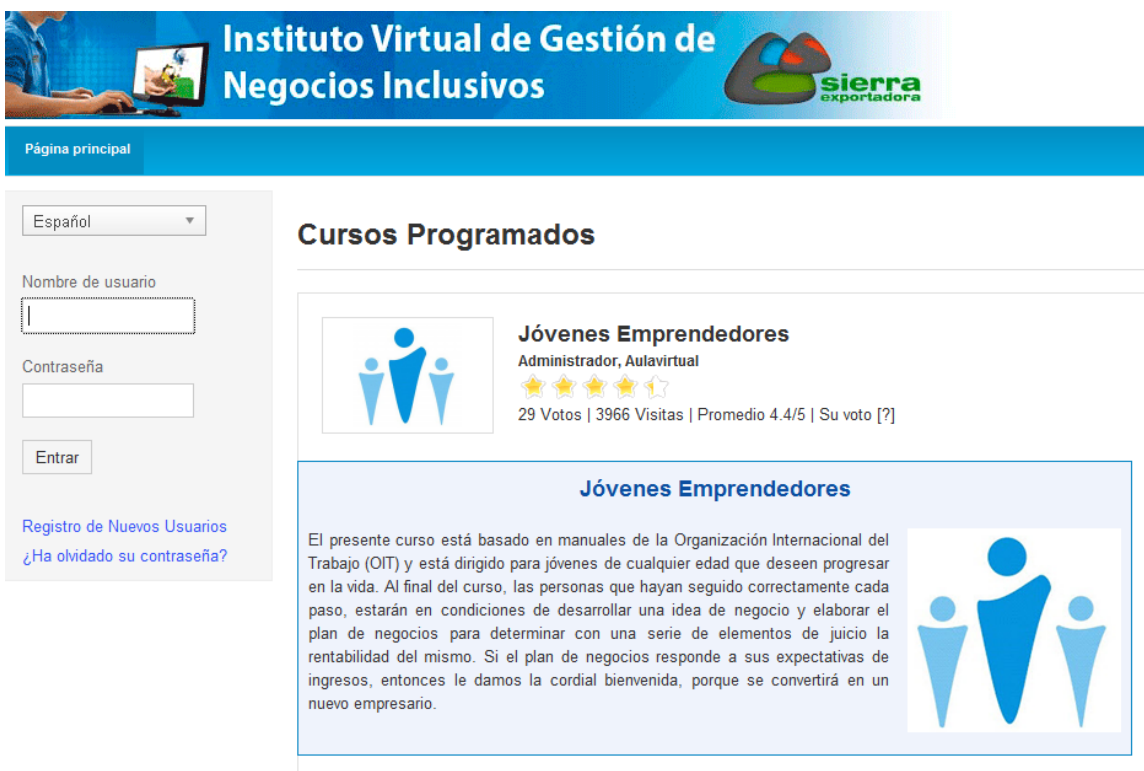 Instituto Virtual de Gestión de
Negocios Inclusivos
sierra
exportadora
Página principal
Español
Nombre de usuario
Contraseña
Entrar
Registro de Nuevos Usuarios
¿Ha olvidado su contraseña?
Cursos Programados
Jóvenes Emprendedores
Administrador, Aulavirtual
29 Votos | 3966 Visitas | Promedio 4.4/5 | Su voto [?]
Jóvenes Emprendedores
El presente curso está basado en manuales de la Organización Internacional del
Trabajo (OIT) y está dirigido para jóvenes de cualquier edad que deseen progresar
en la vida. Al final del curso, las personas que hayan seguido correctamente cada
paso, estarán en condiciones de desarrollar una idea de negocio y elaborar el
plan de negocios para determinar con una serie de elementos de juicio la
rentabilidad del mismo. Si el plan de negocios responde a sus expectativas de
ingresos, entonces le damos la cordial bienvenida, porque se convertirá en un
nuevo empresario.